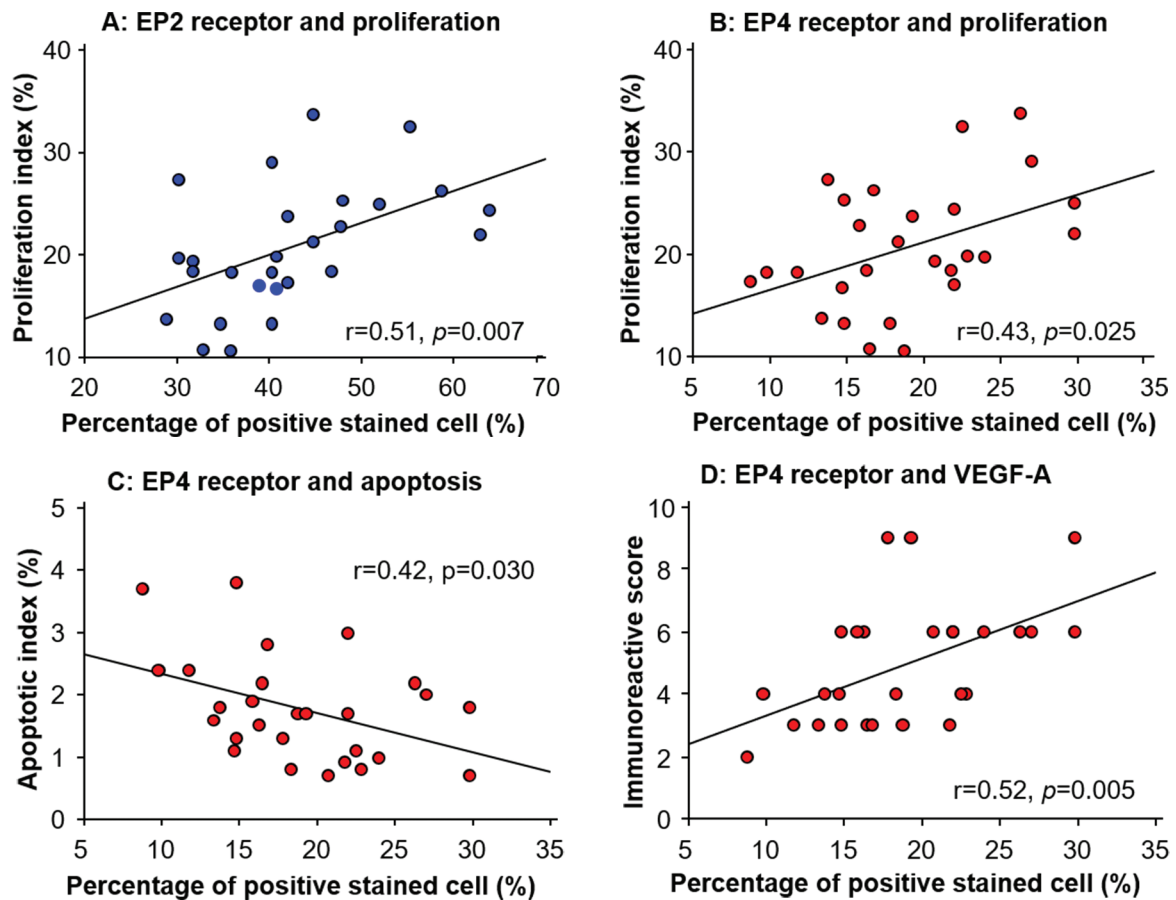 A: EP2 receptor and proliferation
Proliferation index (%)
40
30
20
10
r=0.51, p=0.007
20 30 40 50 60 70
Percentage of positive stained cell (%)
B: EP4 receptor and proliferation
Proliferation index (%)
40
30
20
10
r=0.43, p=0.025
5 10 15 20 25 30 35
Percentage of positive stained cell (%)
C: EP4 receptor and apoptosis
Apoptotic index (%)
5
4
3
2
1
0
r=0.42, p=0.030
5 10 15 20 25 30 35
Percentage of positive stained cell (%)
D: EP4 receptor and VEGF-A
Immunoreactive score
10
8
6
4
2
0
r=0.52, p=0.005
5 10 15 20 25 30 35
Percentage of positive stained cell (%)